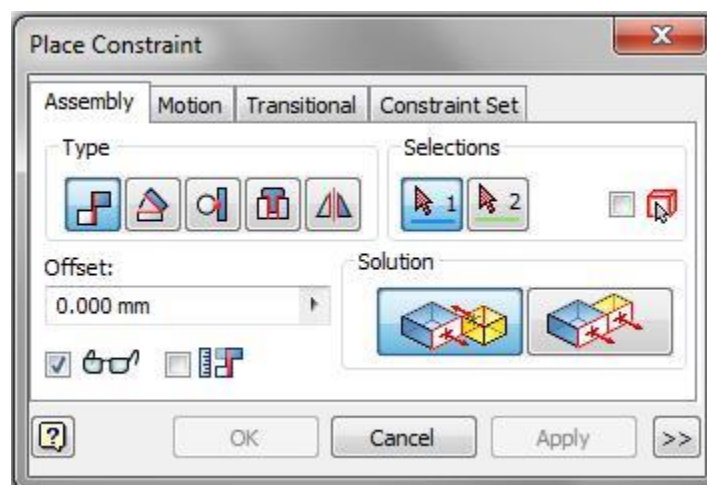 Place Constraint
Assembly Motion Transitional Constraint Set
Type
Selections
1 2
Offset:
Solution
0.000 mm
? OK Cancel Apply >>